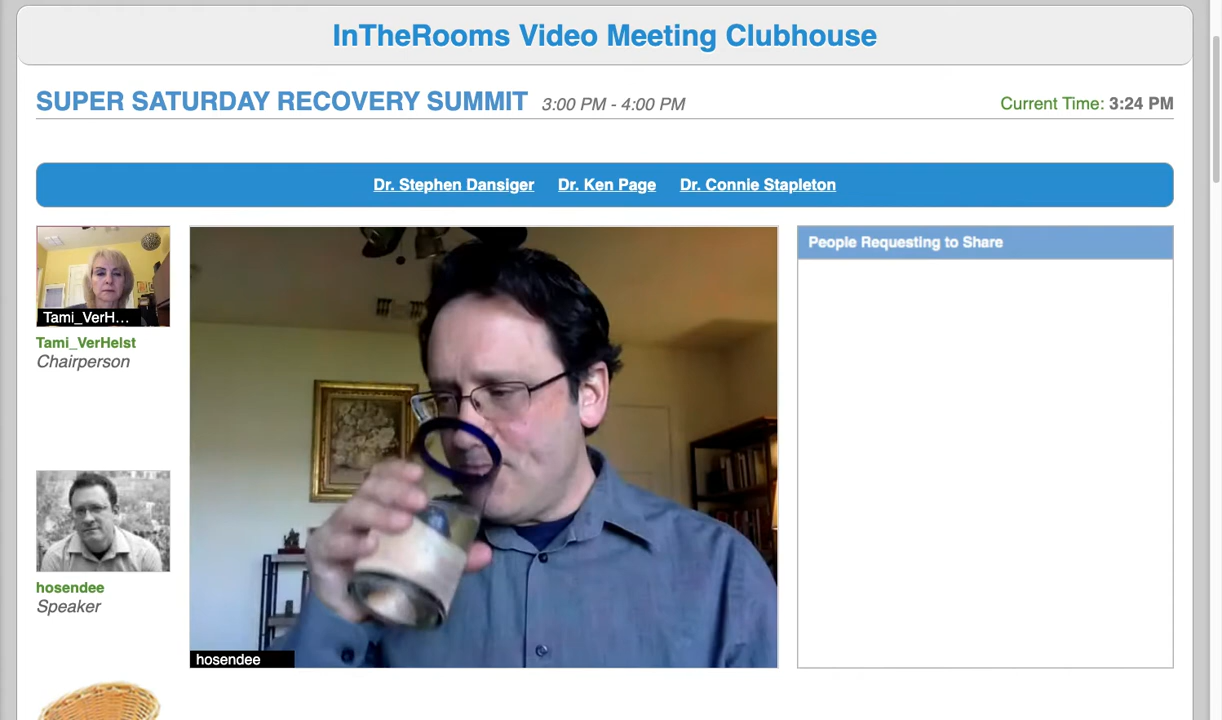 InTheRooms Video Meeting Clubhouse
SUPER SATURDAY RECOVERY SUMMIT 3:00 PM - 4:00 PM
Current Time: 3:24 PM
Dr. Stephen Dansiger Dr. Ken Page Dr. Connie Stapleton
Tami_VerH...
Tami_VerHelst
Chairperson
hosendee
Speaker
hosendee
People Requesting to Share